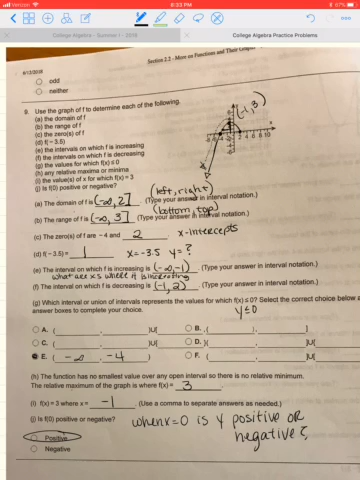 Verizon 6:33 PM 67%
College Algebra - Summer I - 2018 College Algebra Practice Problems
Section 2.2 - More on Functions and Their
6/12/2018
odd
neither
9. Use the graph of f to determine each of the following.
(a) the domain of f
(b) the range of f
(c) the zero(s) of f
(d) f(−3.5)
(e) the intervals on which f is increasing
(f) the intervals on which f is decreasing
(g) the values for which f(x) ≤ 0
(h) any relative maxima or minima
(i) the value(s) of x for which f(x) = 3
(j) Is f(0) positive or negative?
(-1, 3)
(left, right)
(a) The domain of f is (-∞, 2]. (Type your answer in interval notation.)
(bottom, top)
(b) The range of f is (-∞, 3]. (Type your answer in interval notation.)
(c) The zero(s) of f are −4 and 2. x-intercepts
(d) f(−3.5) = 1 x=-3.5 y=?
(e) The interval on which f is increasing is (-∞, -1). (Type your answer in interval notation.)
what are x's where it is increasing
(f) The interval on which f is decreasing is (-1, 2). (Type your answer in interval notation.)
(g) Which interval or union of intervals represents the values for which f(x) ≤ 0? Select the correct choice below a
answer boxes to complete your choice. y≤0
A. ( , )U[ B. ( , ).
C. ( , )U( D. )( , )U[
E. ( -∞ , -4 ) F. ( , ]U[
(h) The function has no smallest value over any open interval so there is no relative minimum.
The relative maximum of the graph is where f(x) = 3
(i) f(x) = 3 where x = -1. (Use a comma to separate answers as needed.)
(j) Is f(0) positive or negative? when x=0 is y positive or
negative?
Positive
Negative